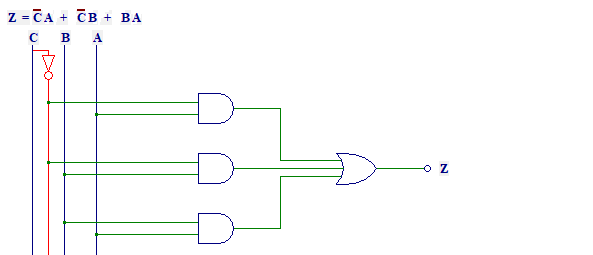 Z = C̅A + C̅B + BA
C B A
Z